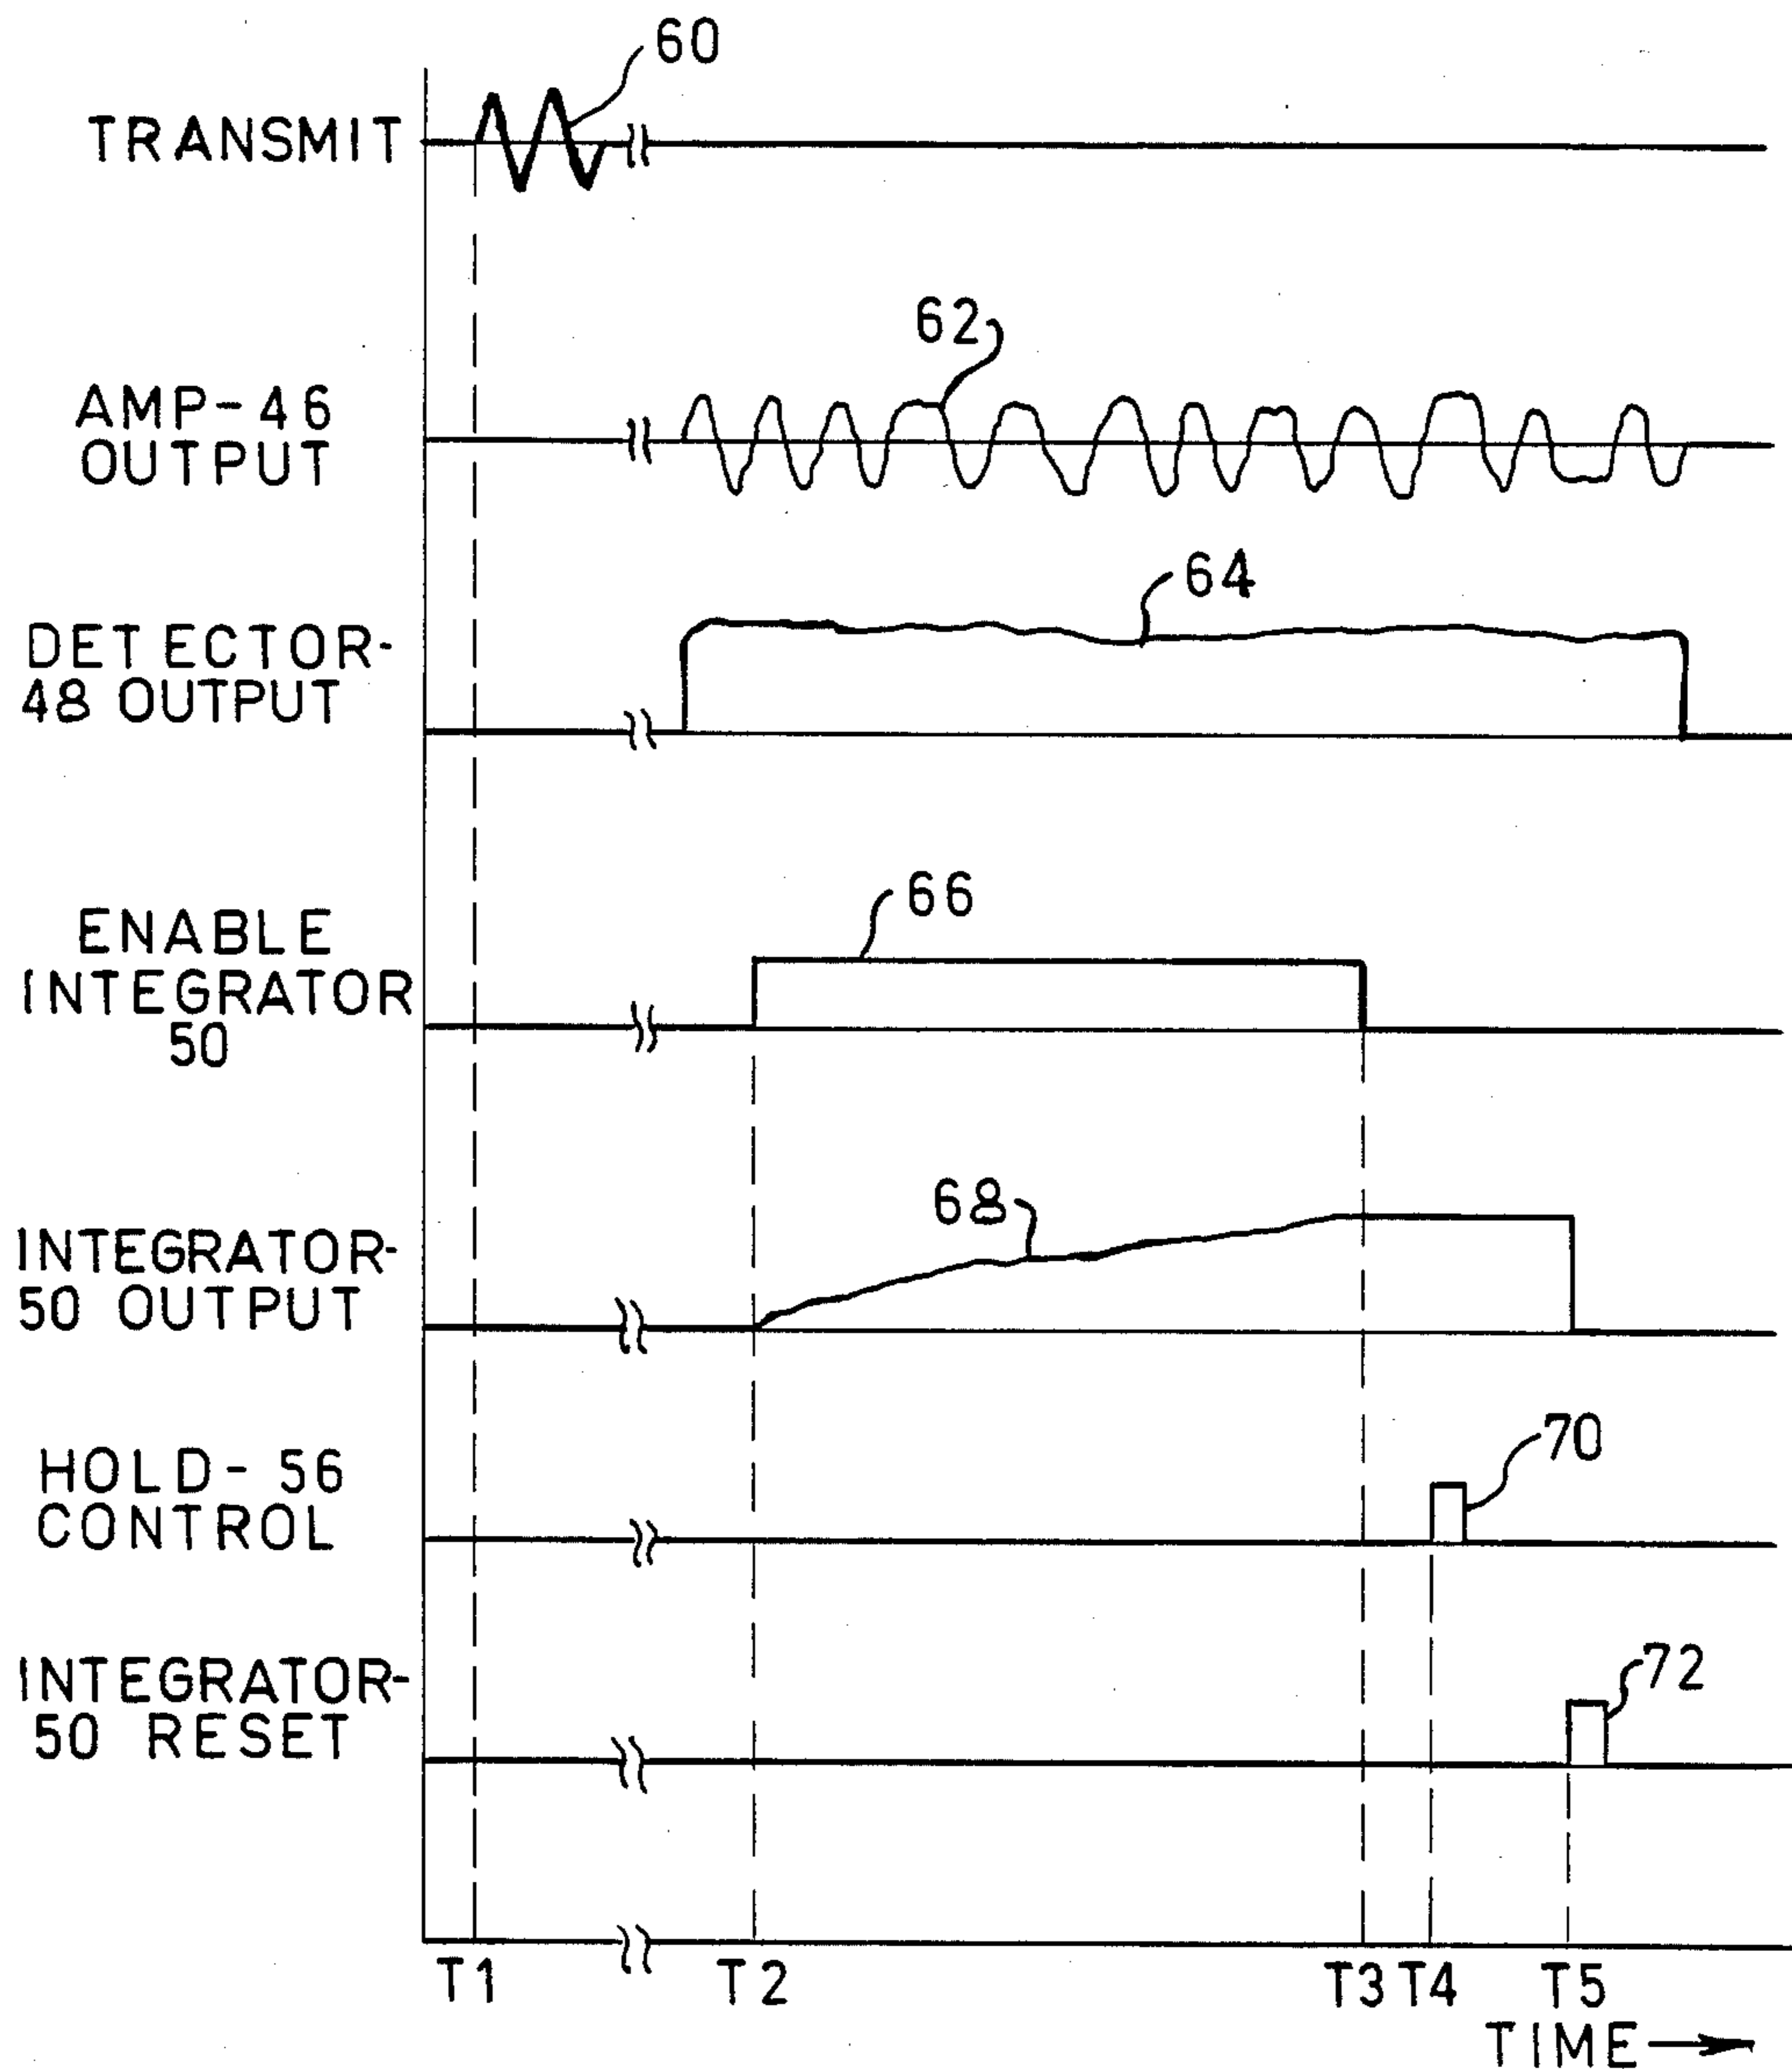 60
TRANSMIT
62
AMP-46
OUTPUT
64
DETECTOR-
48 OUTPUT
66
ENABLE
INTEGRATOR
50
68
INTEGRATOR-
50 OUTPUT
70
HOLD-56
CONTROL
72
INTEGRATOR-
50 RESET
T1 T2 T3 T4 T5
TIME